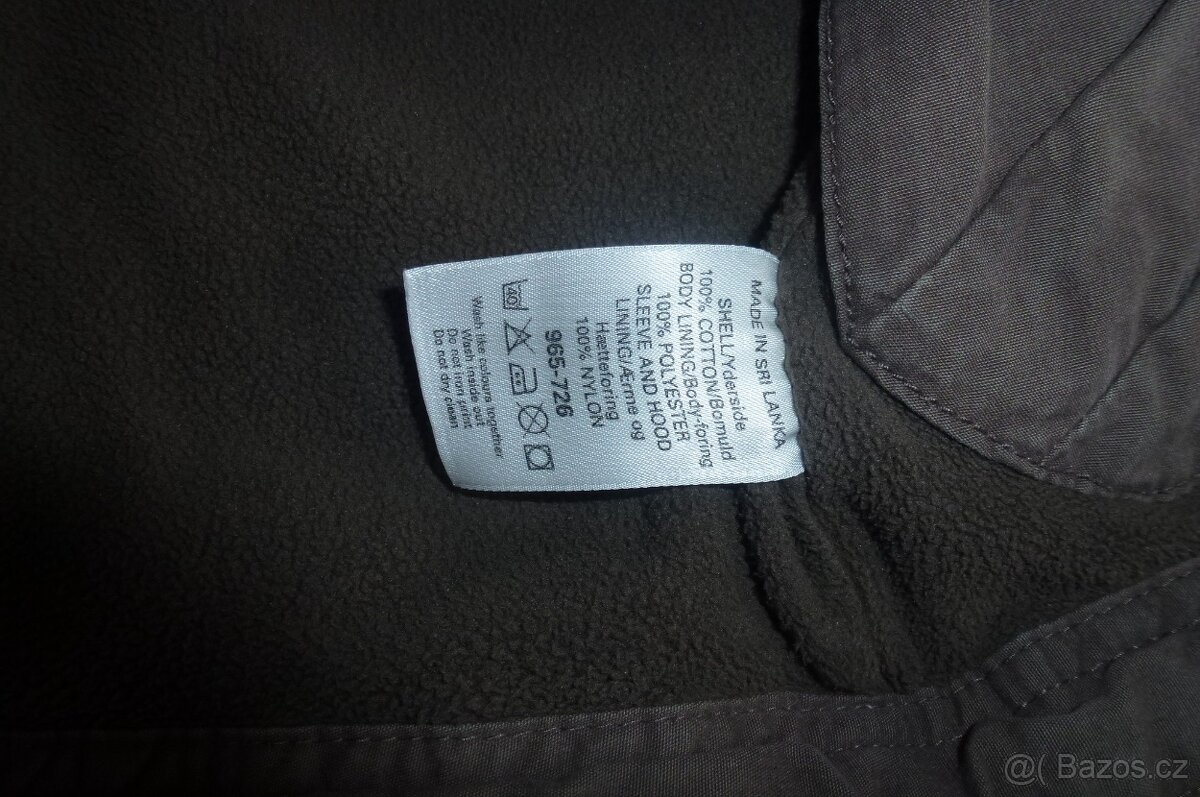 MADE IN SRI LANKA
SHELL/Yderside
100% COTTON/Bomuld
BODY LINING/Body-foring
100% POLYESTER
SLEEVE AND HOOD
LINING/Ærme og
Hætteforing
100% NYLON
965-726
40
Wash like colours together
Wash inside out
Do not iron print
Do not dry clean
@( Bazos.cz